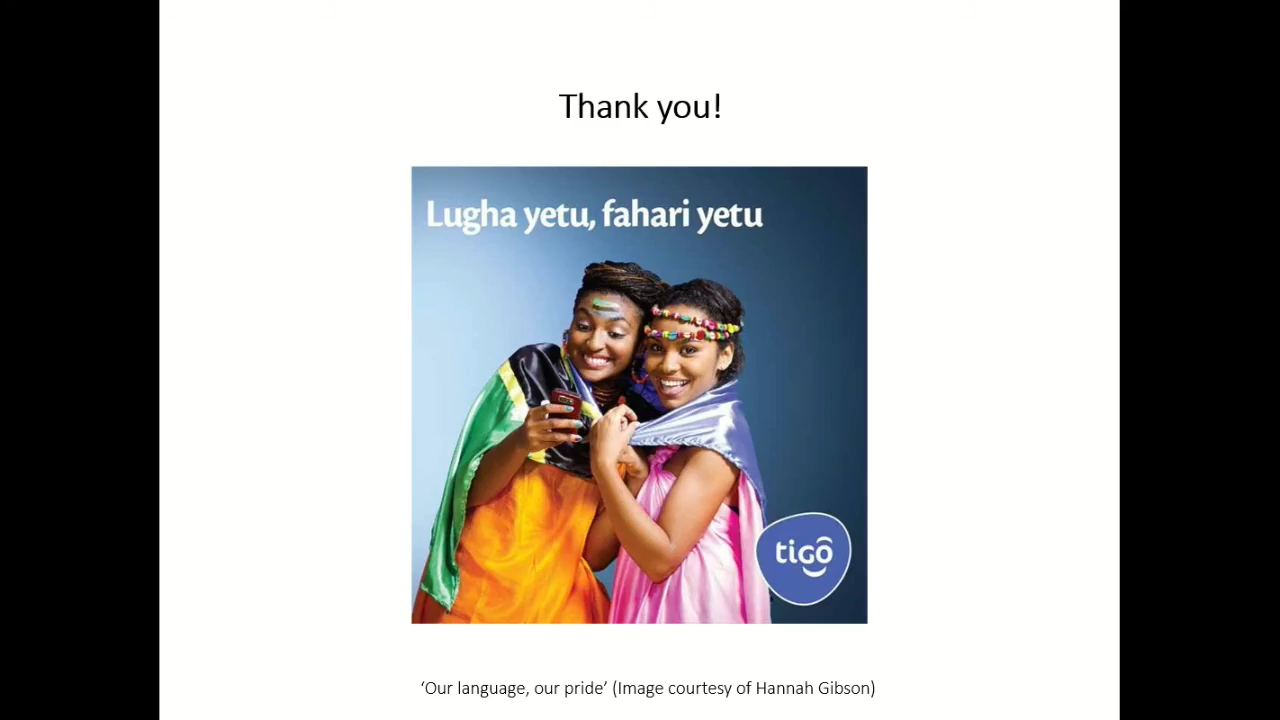 Thank you!
Lugha yetu, fahari yetu
tiGO
‘Our language, our pride’ (Image courtesy of Hannah Gibson)